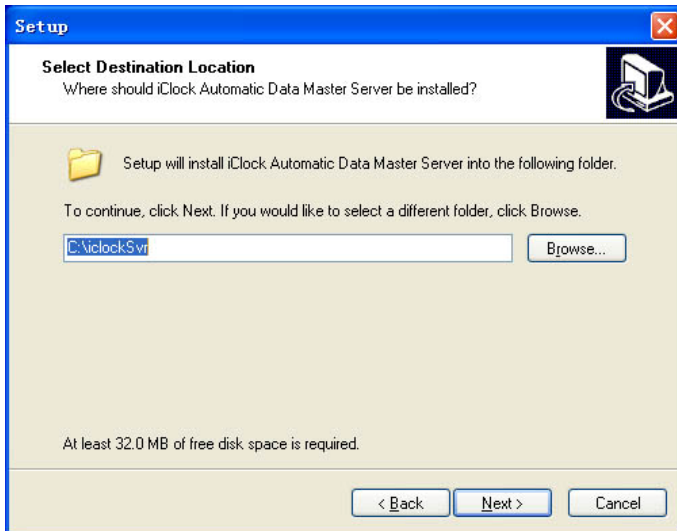 Setup
Select Destination Location
Where should iClock Automatic Data Master Server be installed?
Setup will install iClock Automatic Data Master Server into the following folder.
To continue, click Next. If you would like to select a different folder, click Browse.
C:\iclockSvr
Browse...
At least 32.0 MB of free disk space is required.
< Back
Next >
Cancel